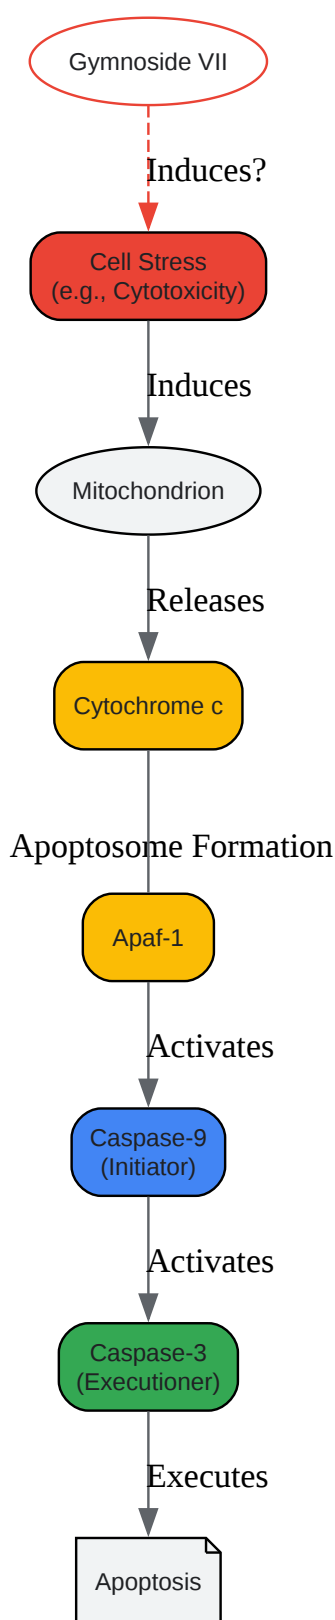 Gymnoside VII
Induces?
Cell Stress
(e.g., Cytotoxicity)
Induces
Mitochondrion
Releases
Cytochrome c
Apoptosome Formation
Apaf-1
Activates
Caspase-9
(Initiator)
Activates
Caspase-3
(Executioner)
Executes
Apoptosis